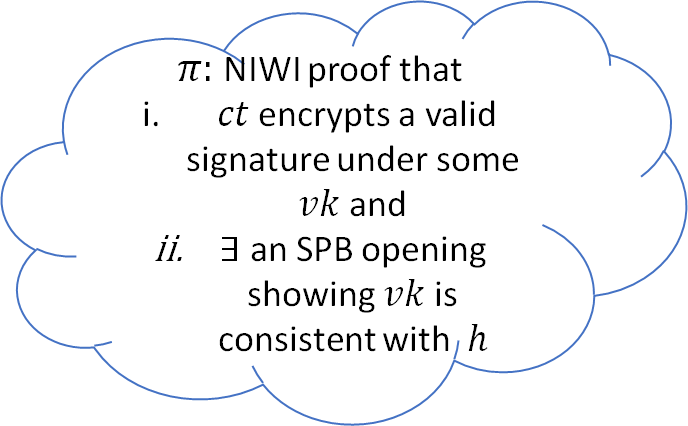 π: NIWI proof that
i. ct encrypts a valid
signature under some
vk and
ii. ∃ an SPB opening
showing vk is
consistent with h